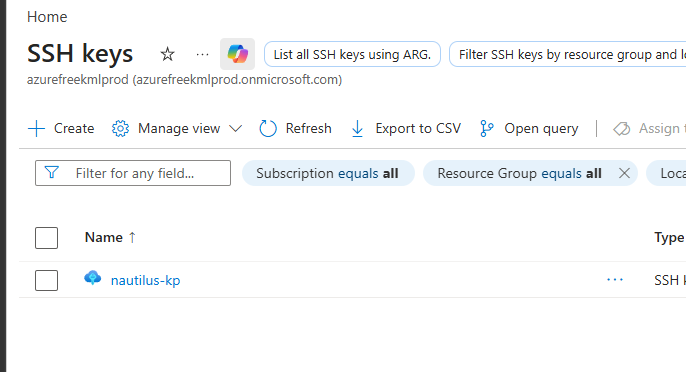 Home
SSH keys
List all SSH keys using ARG.
Filter SSH keys by resource group and
azurefreekmlprod (azurefreekmlprod.onmicrosoft.com)
Create
Manage view
Refresh
Export to CSV
Open query
Assign
Filter for any field...
Subscription equals all
Resource Group equals all
Loca
Name ↑
Type
nautilus-kp
SSH